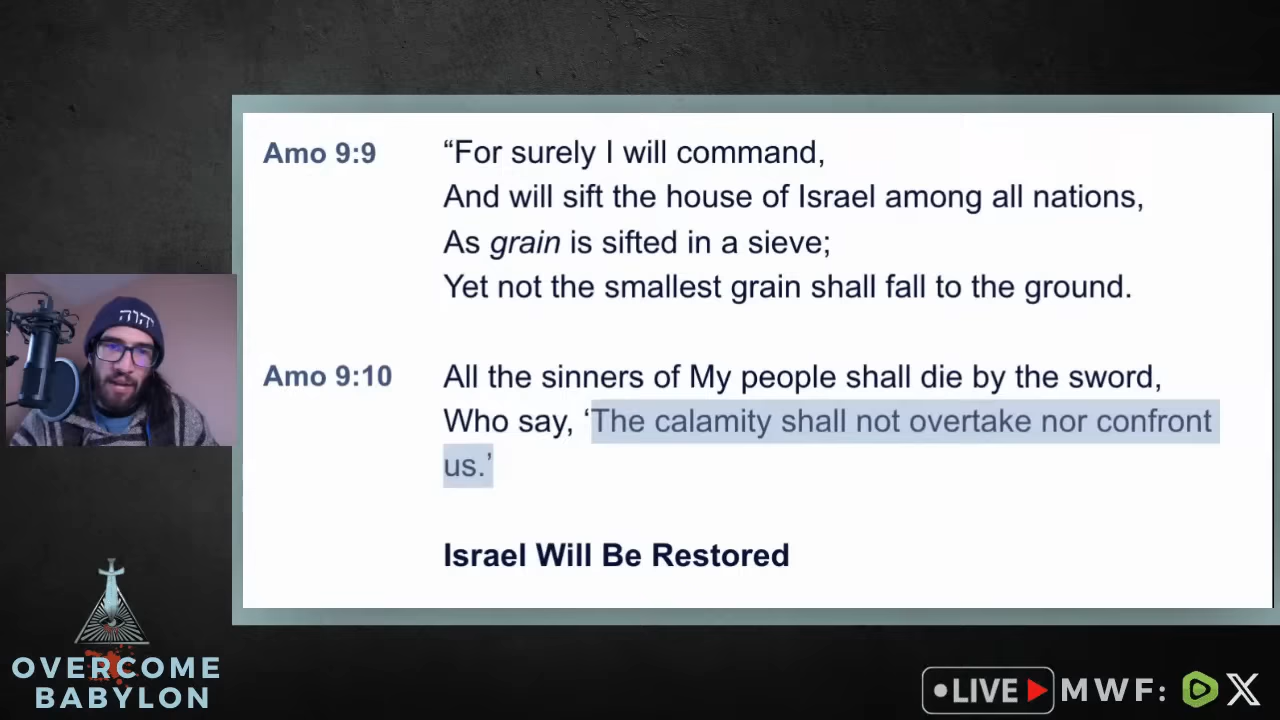 Amo 9:9 “For surely I will command,
And will sift the house of Israel among all nations,
As grain is sifted in a sieve;
Yet not the smallest grain shall fall to the ground.
Amo 9:10 All the sinners of My people shall die by the sword,
Who say, ‘The calamity shall not overtake nor confront
us.’
Israel Will Be Restored
יהוה
OVERCOME
BABYLON
LIVE MWF: X